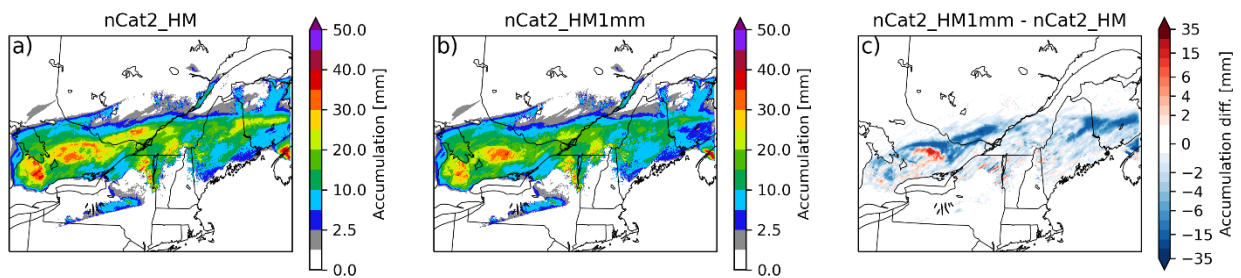 nCat2_HM
a)
50.0
40.0
30.0
20.0
10.0
2.5
0.0
Accumulation [mm]
nCat2_HM1mm
b)
50.0
40.0
30.0
20.0
10.0
2.5
0.0
Accumulation [mm]
nCat2_HM1mm - nCat2_HM
c)
35
15
6
4
2
0
−2
−4
−6
−15
−35
Accumulation diff. [mm]